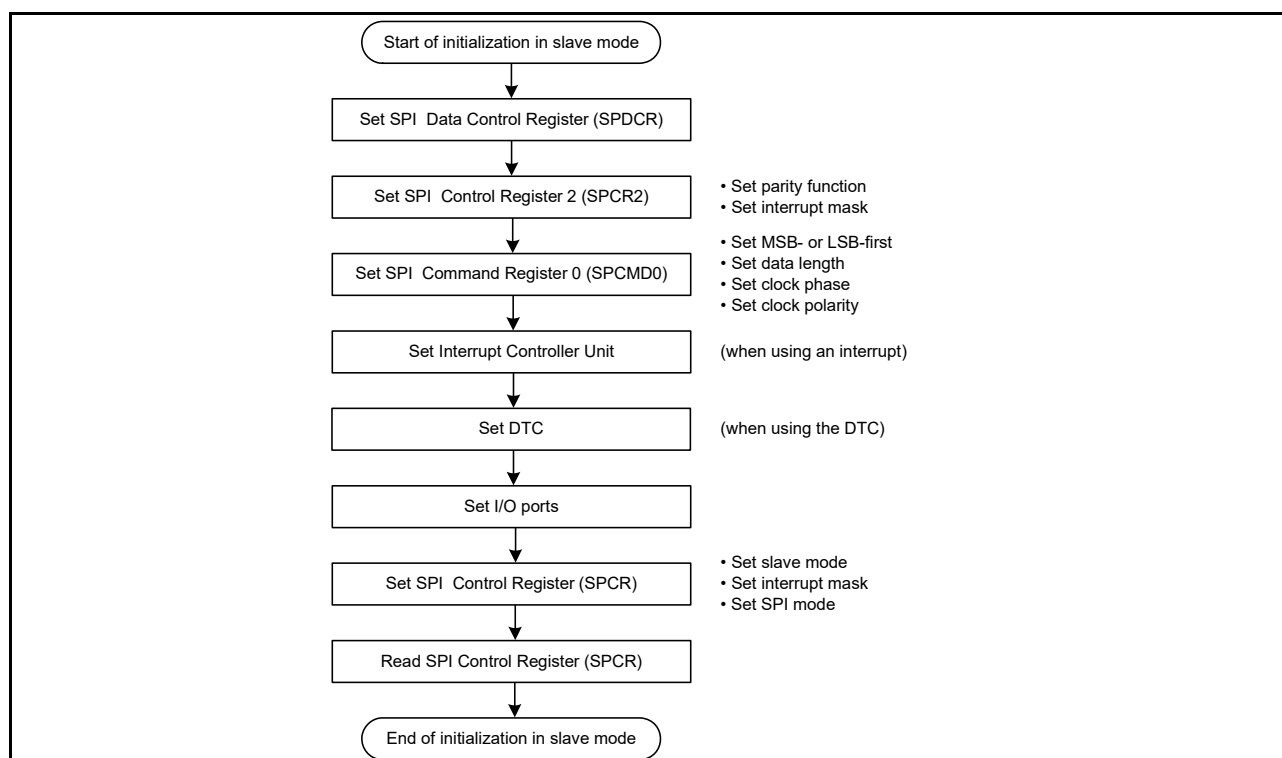 Start of initialization in slave mode
Set SPI Data Control Register (SPDCR)
Set SPI Control Register 2 (SPCR2)
• Set parity function
• Set interrupt mask
Set SPI Command Register 0 (SPCMD0)
• Set MSB- or LSB-first
• Set data length
• Set clock phase
• Set clock polarity
Set Interrupt Controller Unit
(when using an interrupt)
Set DTC
(when using the DTC)
Set I/O ports
Set SPI Control Register (SPCR)
• Set slave mode
• Set interrupt mask
• Set SPI mode
Read SPI Control Register (SPCR)
End of initialization in slave mode